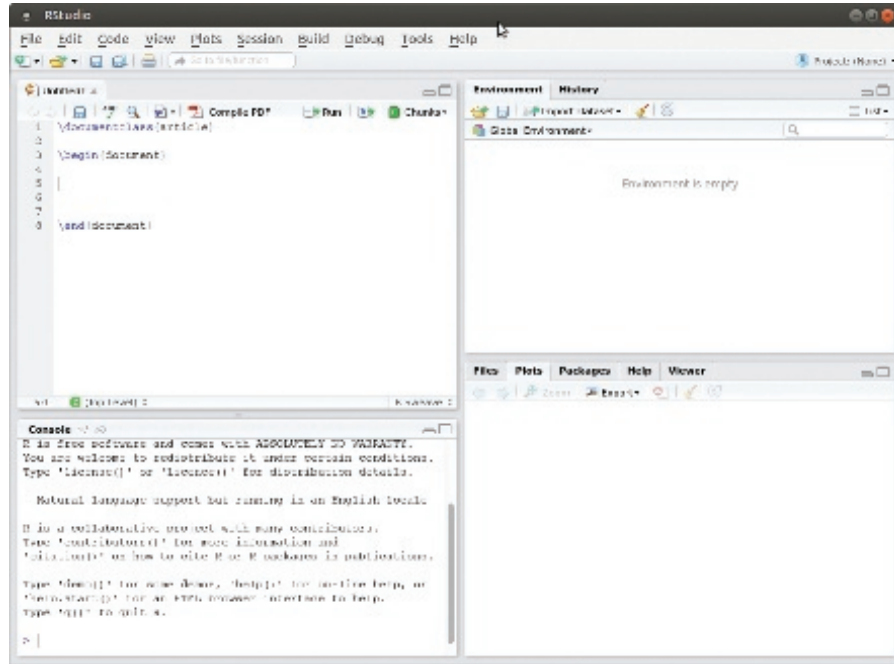 RStudio
File Edit Code View Plots Session Build Debug Tools Help
Go to file/function
Project: (None)
Compile PDF Run Chunks
1 \documentclass{article}
2
3 \begin{document}
4
5
6
7
8 \end{document}
(Top Level)
Console
R is free software and comes with ABSOLUTELY NO WARRANTY.
You are welcome to redistribute it under certain conditions.
Type 'license()' or 'licence()' for distribution details.
Natural language support but running in an English locale
R is a collaborative project with many contributors.
Type 'contributors()' for more information and
'citation()' on how to cite R or R packages in publications.
Type 'demo()' for some demos, 'help()' for on-line help, or
'help.start()' for an HTML browser interface to help.
Type 'q()' to quit R.
>
Environment History
Import Dataset List
Global Environment
Environment is empty
Files Plots Packages Help Viewer
Zoom Export